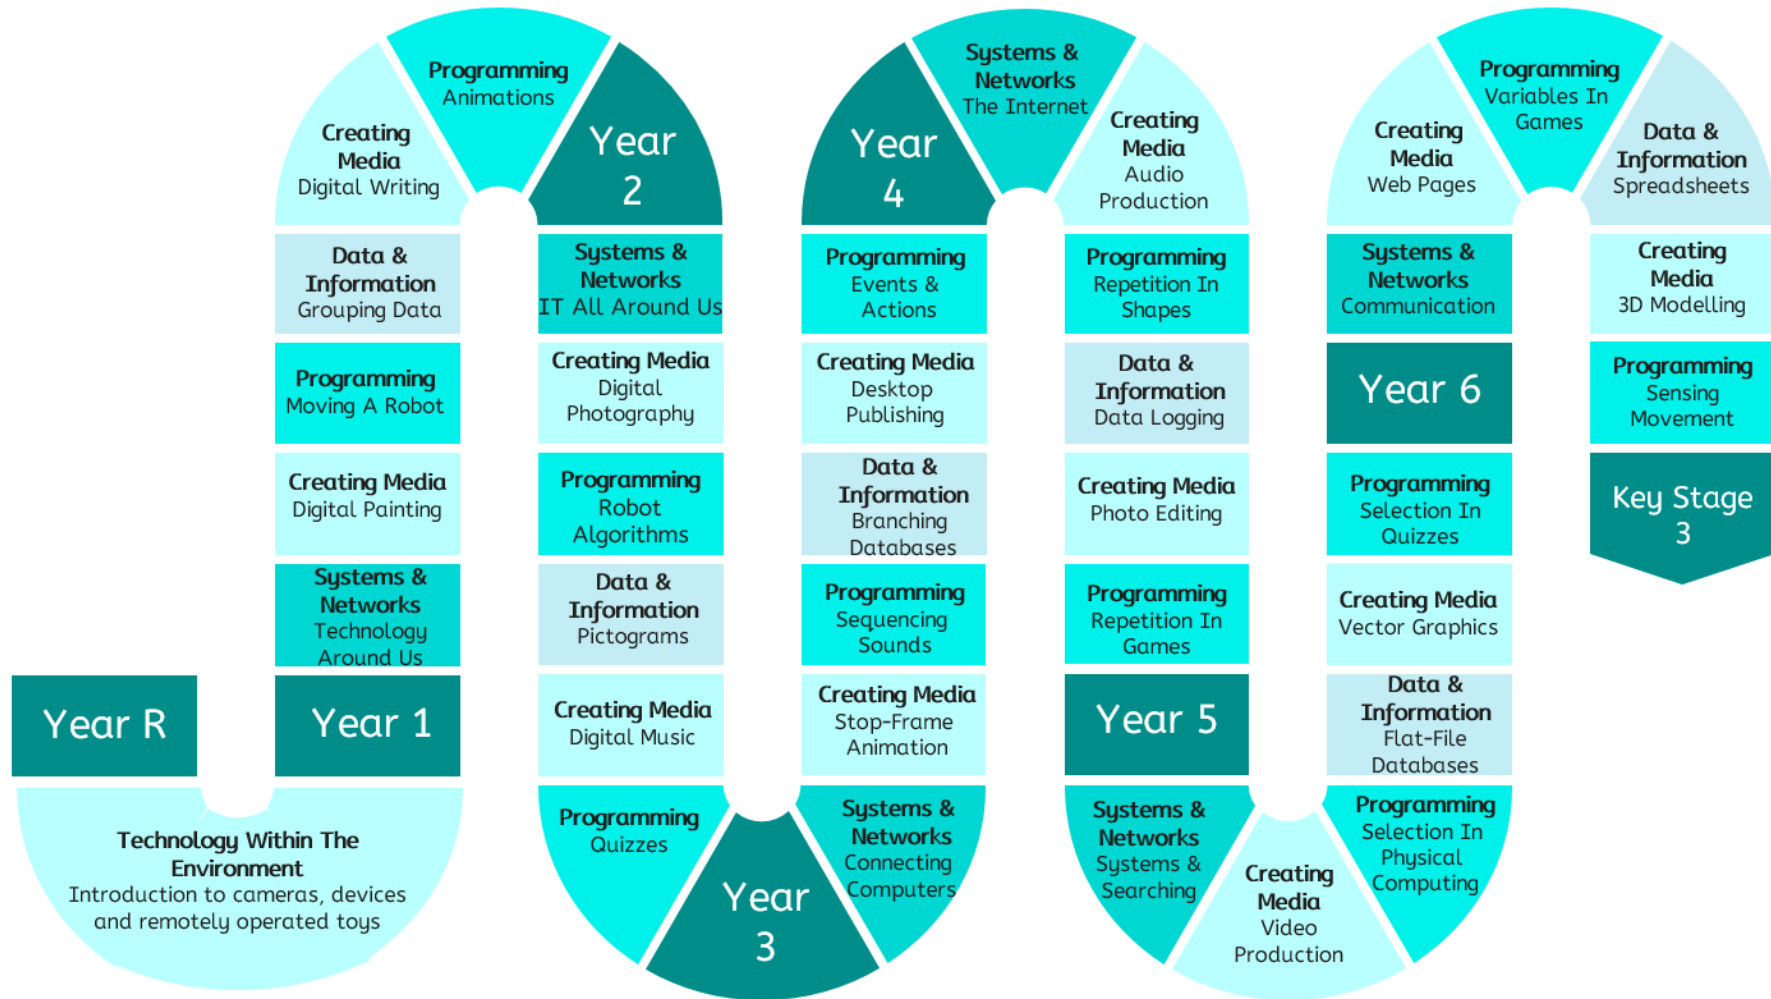 Year R
Technology Within The
Environment
Introduction to cameras, devices
and remotely operated toys
Year 1
Systems &
Networks
Technology
Around Us
Creating Media
Digital Painting
Programming
Moving A Robot
Data &
Information
Grouping Data
Creating
Media
Digital Writing
Programming
Animations
Year
2
Systems &
Networks
IT All Around Us
Creating Media
Digital
Photography
Programming
Robot
Algorithms
Data &
Information
Pictograms
Creating Media
Digital Music
Programming
Quizzes
Year
3
Systems &
Networks
Connecting
Computers
Creating Media
Stop-Frame
Animation
Programming
Sequencing
Sounds
Data &
Information
Branching
Databases
Creating Media
Desktop
Publishing
Programming
Events &
Actions
Year
4
Systems &
Networks
The Internet
Creating
Media
Audio
Production
Programming
Repetition In
Shapes
Data &
Information
Data Logging
Creating Media
Photo Editing
Programming
Repetition In
Games
Year 5
Systems &
Networks
Systems &
Searching
Creating
Media
Video
Production
Programming
Selection In
Physical
Computing
Data &
Information
Flat-File
Databases
Creating Media
Vector Graphics
Programming
Selection In
Quizzes
Year 6
Systems &
Networks
Communication
Creating
Media
Web Pages
Programming
Variables In
Games
Data &
Information
Spreadsheets
Creating
Media
3D Modelling
Programming
Sensing
Movement
Key Stage
3